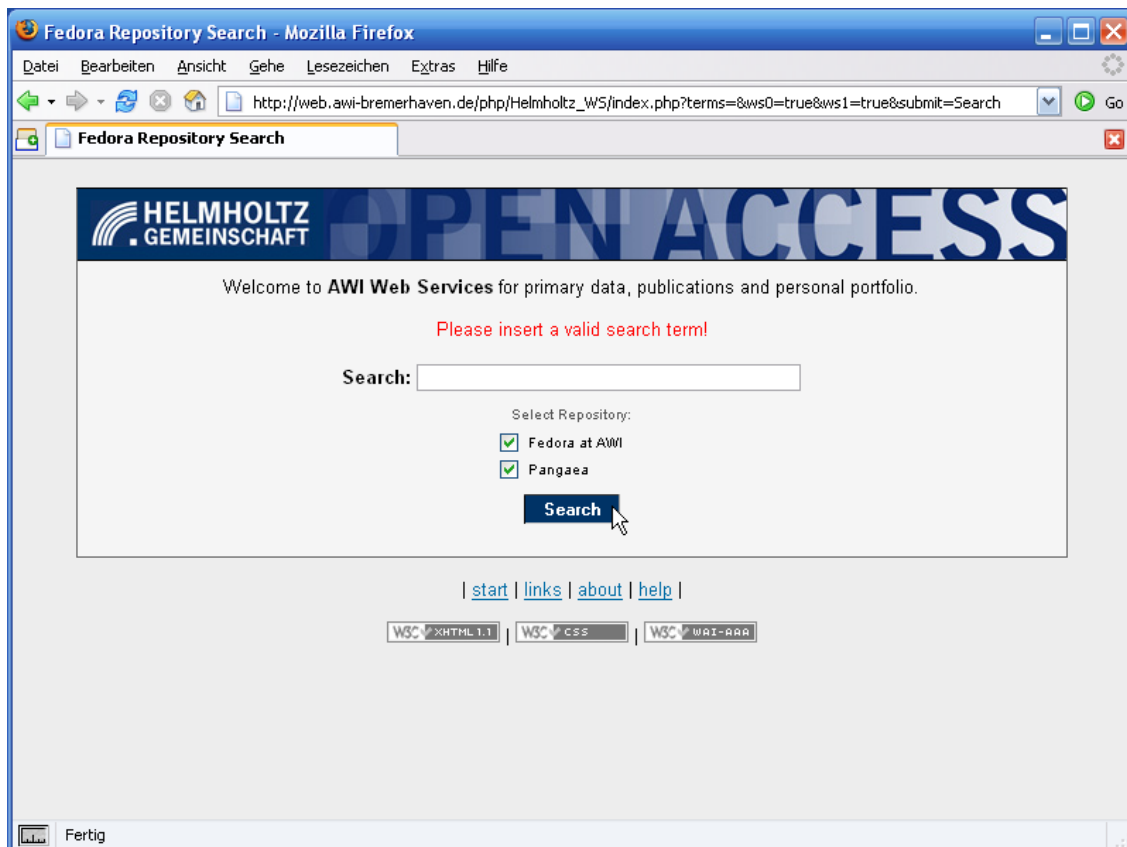 Fedora Repository Search - Mozilla Firefox
Datei Bearbeiten Ansicht Gehe Lesezeichen Extras Hilfe
http://web.awi-bremerhaven.de/php/Helmholtz_WS/index.php?terms=&ws0=true&ws1=true&submit=Search Go
Fedora Repository Search
HELMHOLTZ
GEMEINSCHAFT
OPEN ACCESS
Welcome to AWI Web Services for primary data, publications and personal portfolio.
Please insert a valid search term!
Search:
Select Repository:
Fedora at AWI
Pangaea
Search
| start | links | about | help |
W3C XHTML 1.1 | W3C CSS | W3C WAI-AAA
Fertig